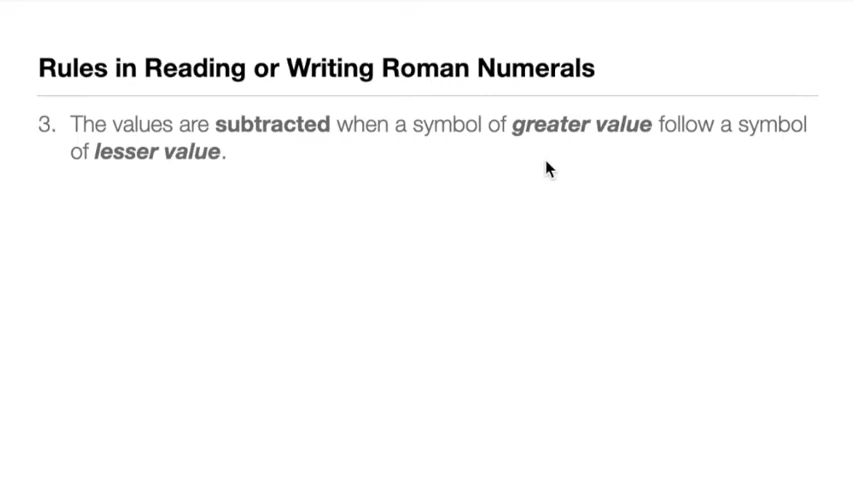 Rules in Reading or Writing Roman Numerals
3. The values are subtracted when a symbol of greater value follow a symbol
of lesser value.